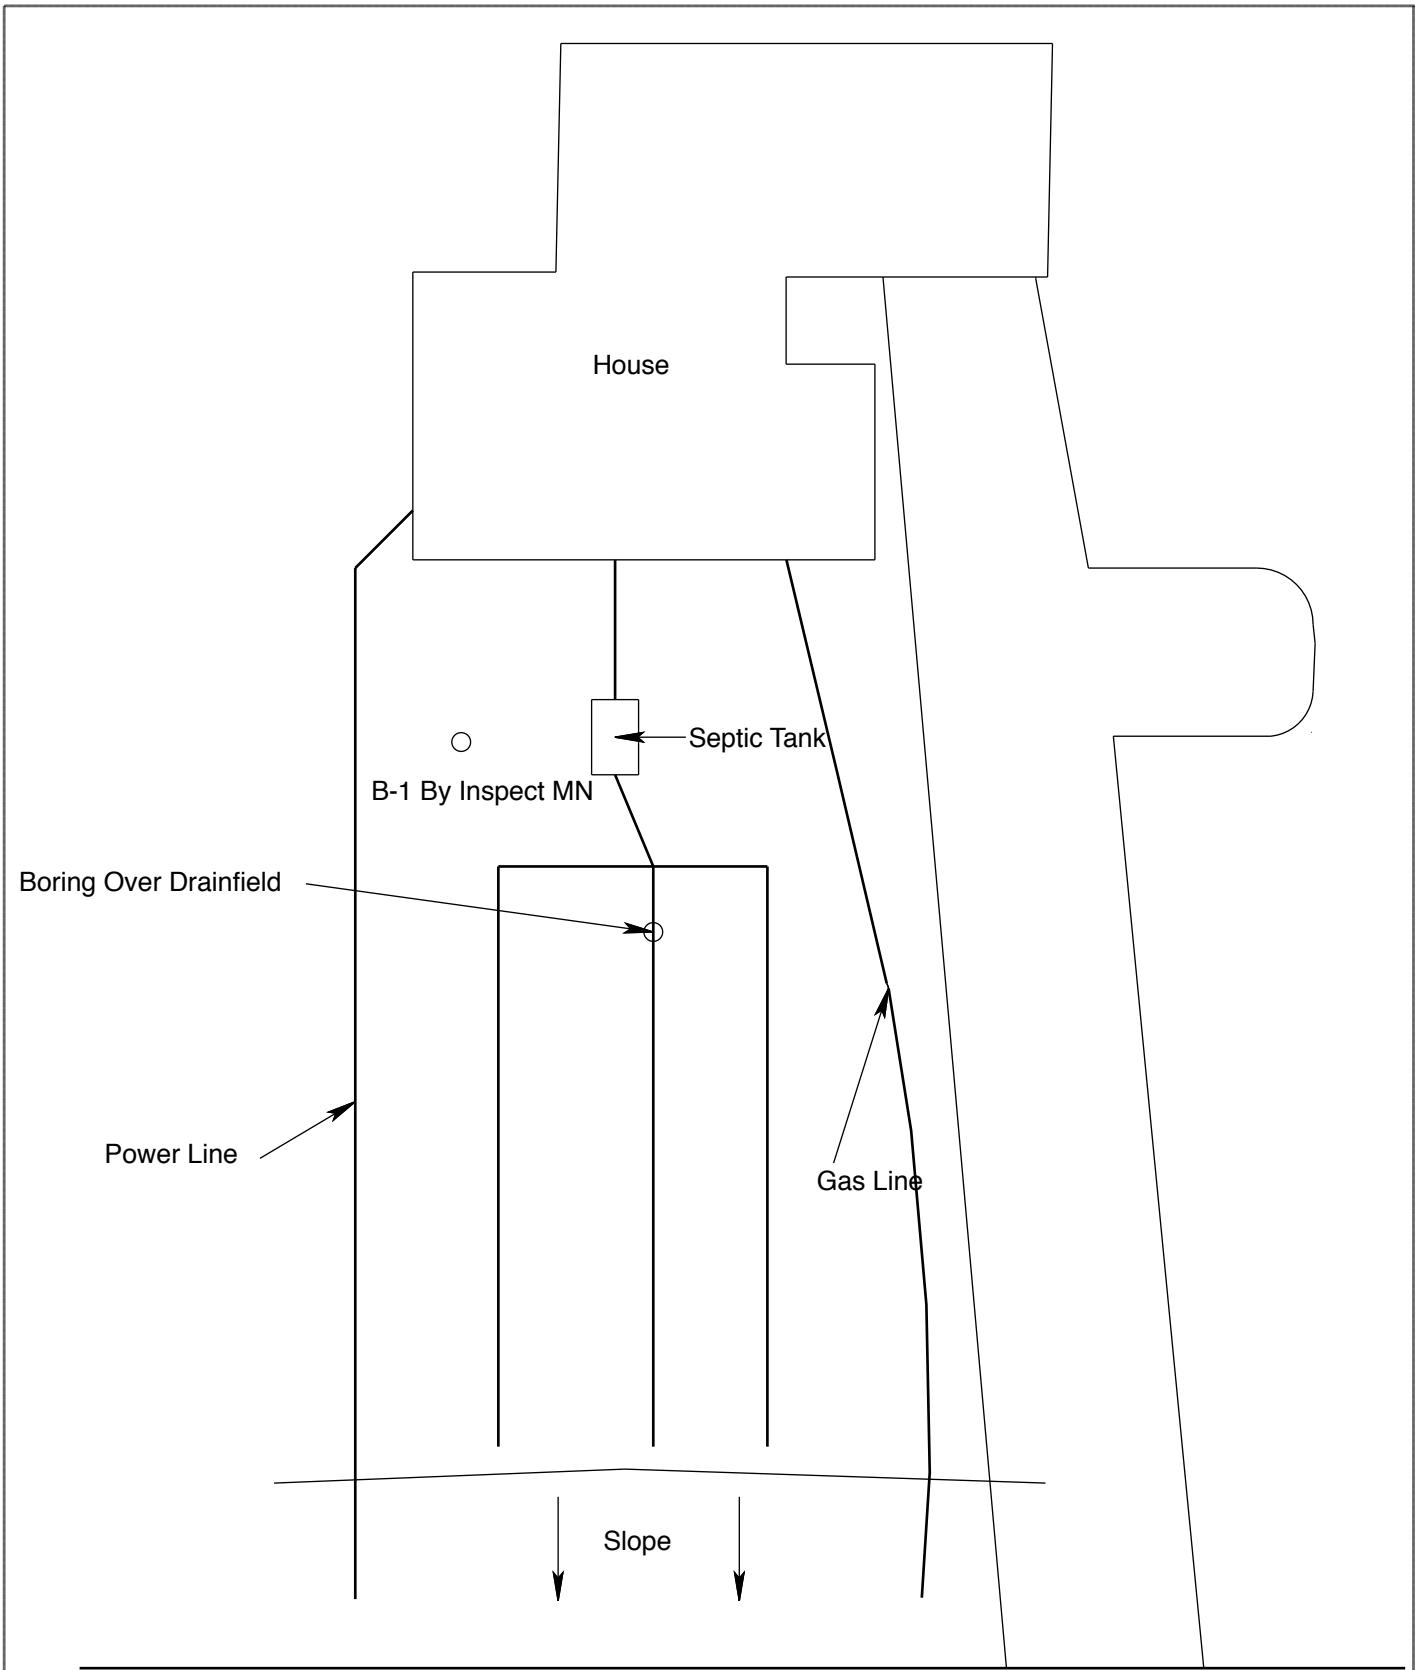 House
Septic Tank
B-1 By Inspect MN
Boring Over Drainfield
Power Line
Gas Line
Slope